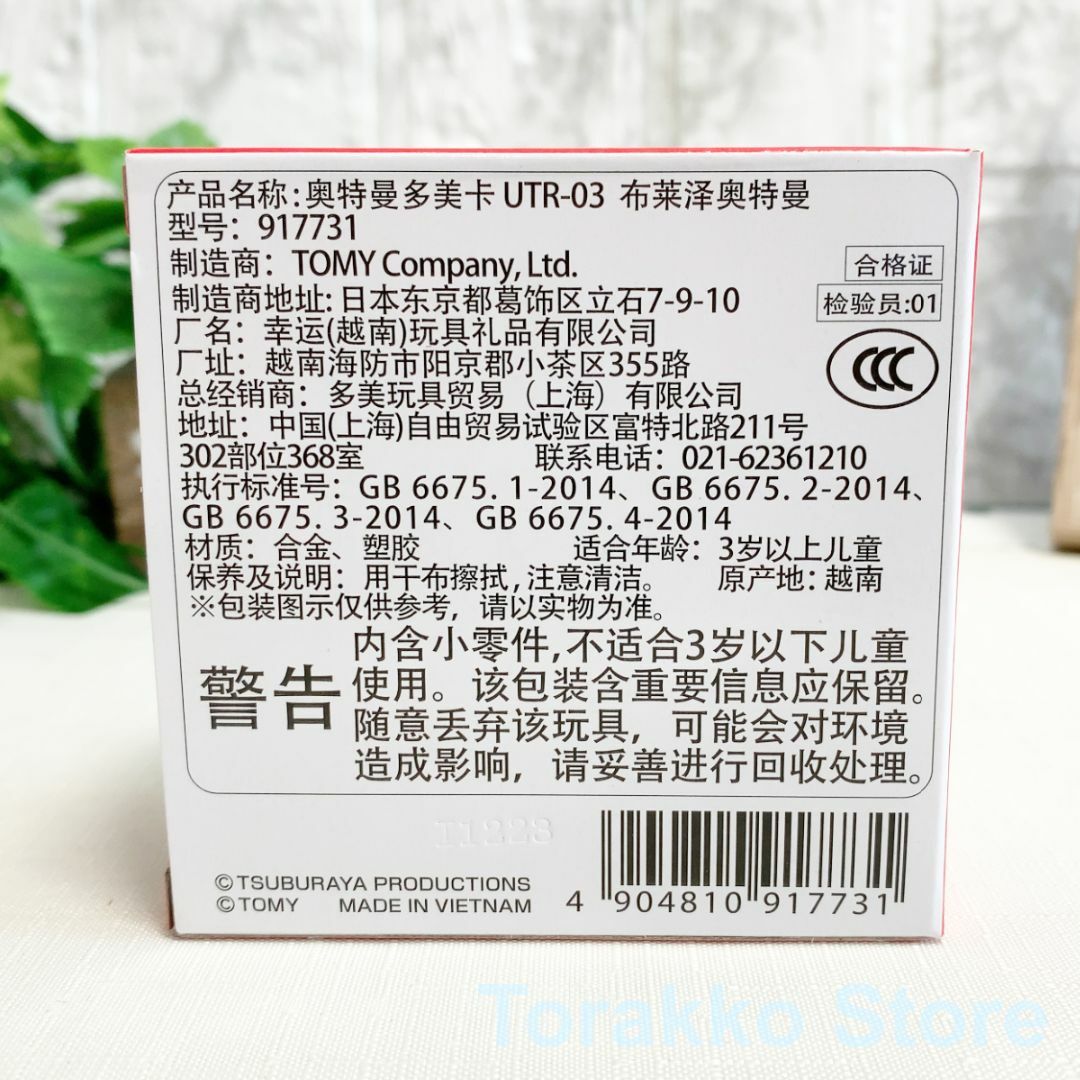 产品名称:奥特曼多美卡 UTR-03 布莱泽奥特曼
型号：917731
制造商：TOMY Company, Ltd.
合格证
制造商地址：日本东京都葛饰区立石7-9-10
检验员:01
厂名：幸运(越南)玩具礼品有限公司
厂址：越南海防市阳京郡小茶区355路
CCC
总经销商：多美玩具贸易（上海）有限公司
地址：中国(上海)自由贸易试验区富特北路211号
302部位368室 联系电话：021-62361210
执行标准号：GB 6675. 1-2014、GB 6675. 2-2014、
GB 6675. 3-2014、GB 6675. 4-2014
材质：合金、塑胶 适合年龄：3岁以上儿童
保养及说明：用干布擦拭，注意清洁。 原产地：越南
※包装图示仅供参考，请以实物为准。
警告
内含小零件,不适合3岁以下儿童
使用。该包装含重要信息应保留。
随意丢弃该玩具，可能会对环境
造成影响，请妥善进行回收处理。
I1223
©TSUBURAYA PRODUCTIONS
©TOMY MADE IN VIETNAM
4 904810 917731
Torakko Store